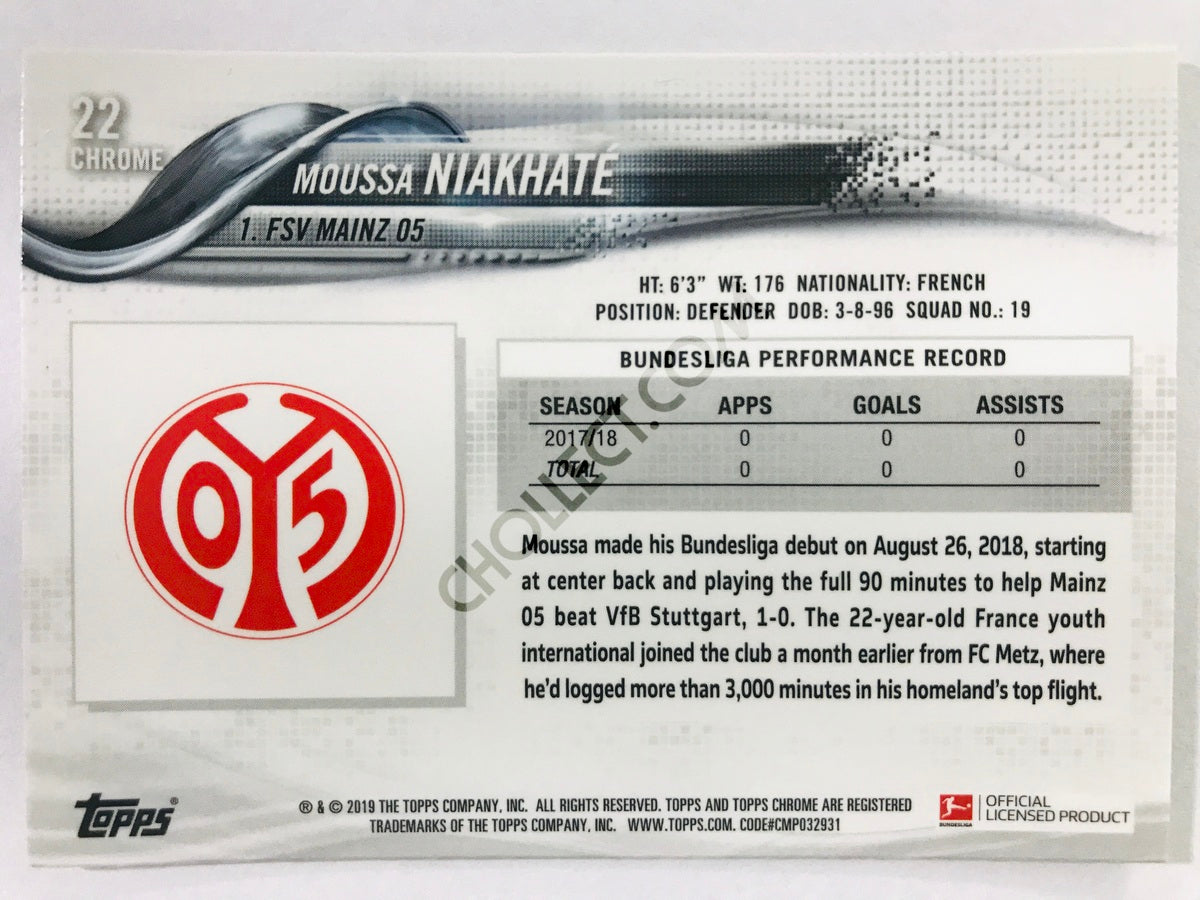 22
CHROME
MOUSSA NIAKHATÉ
1. FSV MAINZ 05
HT: 6'3" WT: 176 NATIONALITY: FRENCH
POSITION: DEFENDER DOB: 3-8-96 SQUAD NO.: 19
BUNDESLIGA PERFORMANCE RECORD
SEASON APPS GOALS ASSISTS
2017/18 0 0 0
TOTAL 0 0 0
05
Moussa made his Bundesliga debut on August 26, 2018, starting
at center back and playing the full 90 minutes to help Mainz
05 beat VfB Stuttgart, 1-0. The 22-year-old France youth
international joined the club a month earlier from FC Metz, where
he'd logged more than 3,000 minutes in his homeland's top flight.
CHOLLECT.COM
TOPPS®
® & © 2019 THE TOPPS COMPANY, INC. ALL RIGHTS RESERVED. TOPPS AND TOPPS CHROME ARE REGISTERED
TRADEMARKS OF THE TOPPS COMPANY, INC. WWW.TOPPS.COM. CODE#CMP032931
BUNDESLIGA
OFFICIAL
LICENSED PRODUCT